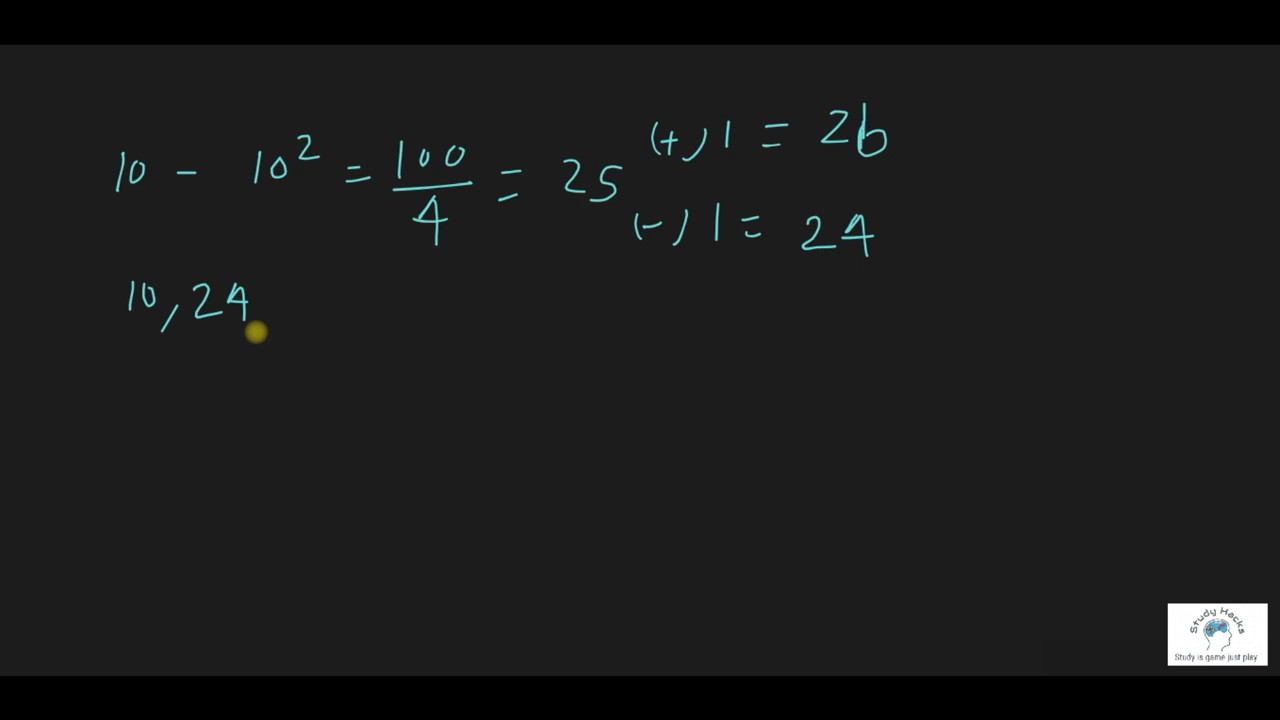 10 - 10² = 100/4 = 25 (+) 1 = 26
(-) 1 = 24
10, 24
Study Hacks
Study is game just play